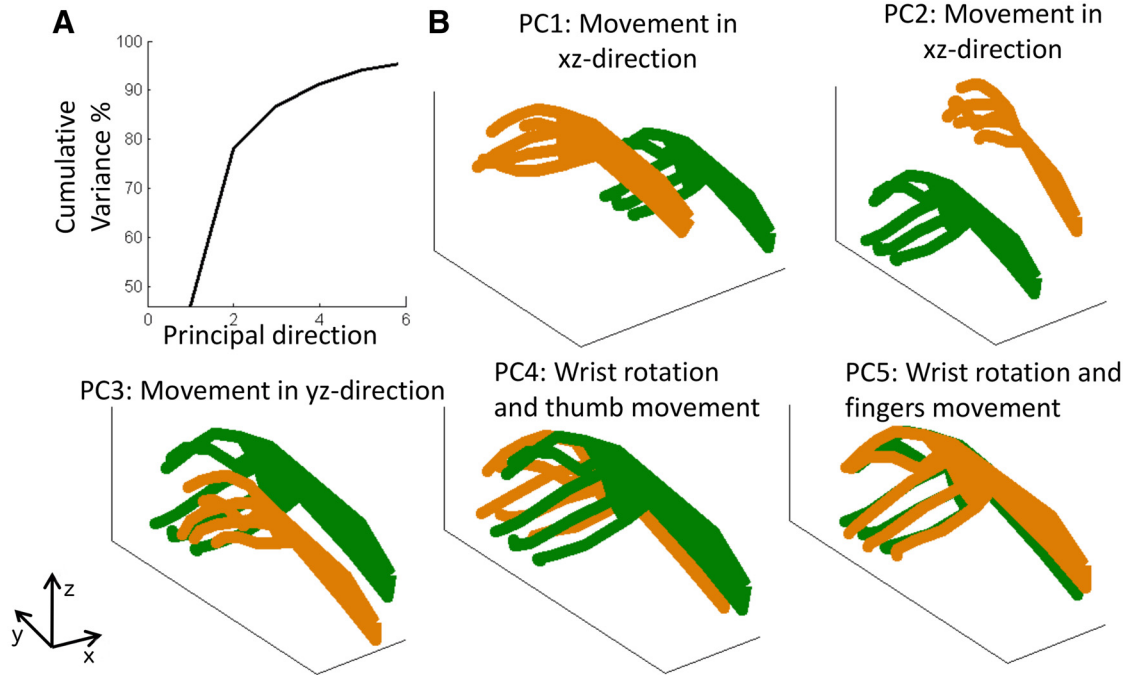 A
100
90
80
70
60
50
Cumulative
Variance %
0
2
4
6
Principal direction
B
PC1: Movement in
xz-direction
PC2: Movement in
xz-direction
PC3: Movement in yz-direction
PC4: Wrist rotation
and thumb movement
PC5: Wrist rotation and
fingers movement
z
y
x